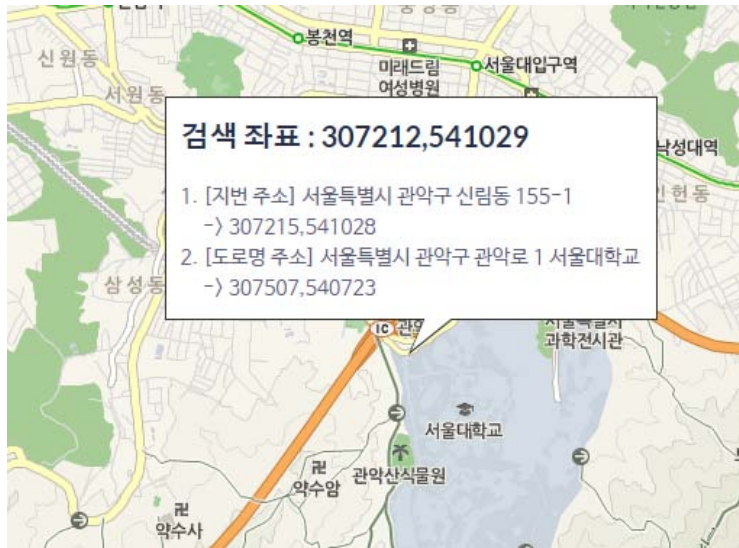 봉천역
신원동
미래드림
여성병원
서울대입구역
서원동
검색 좌표 : 307212,541029
낙성대역
1. [지번 주소] 서울특별시 관악구 신림동 155-1
-> 307215,541028
인헌동
2. [도로명 주소] 서울특별시 관악구 관악로 1 서울대학교
-> 307507,540723
삼성동
IC
과학전시관
서울대학교
관악산식물원
약수암
약수사